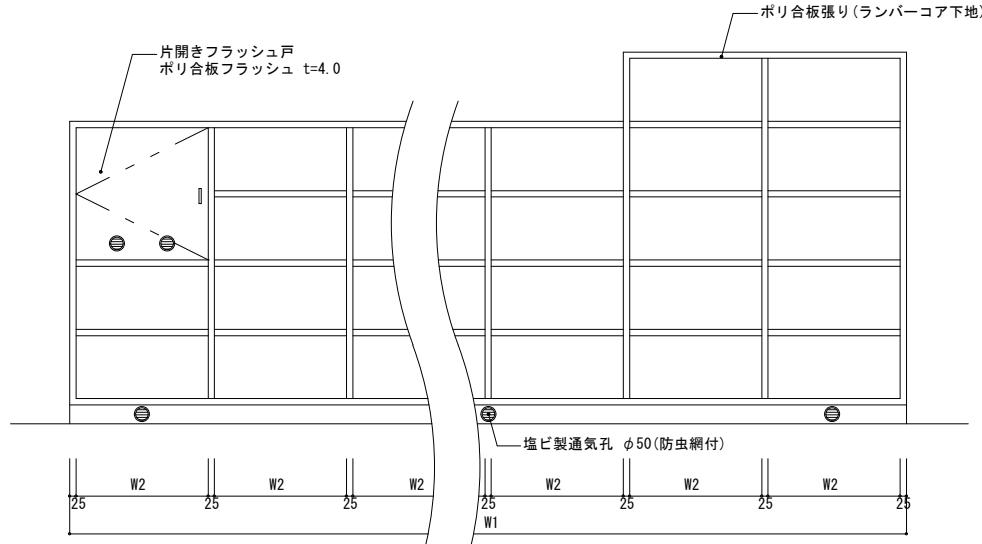 ポリ合板張り(ランバーコア下地)
片開きフラッシュ戸
ポリ合板フラッシュ t=4.0
塩ビ製通気孔 φ50(防虫網付)
W2 W2 W2 W2 W2 W2
25 25 25 25 25 25 25
W1